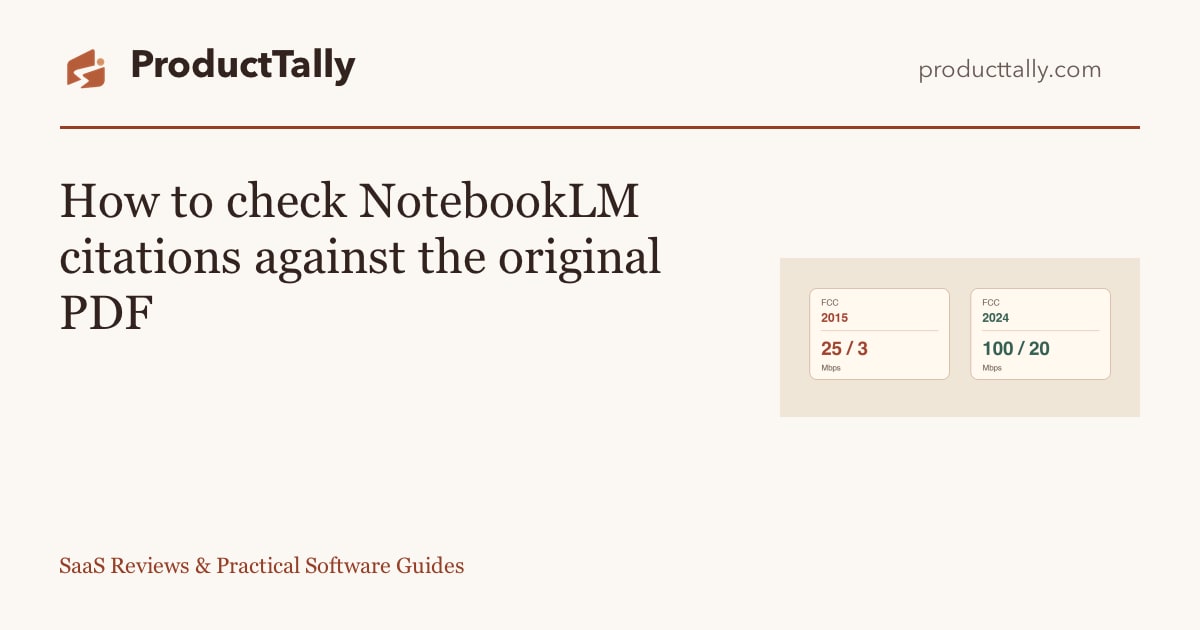 ProductTally
producttally.com
How to check NotebookLM
citations against the original
PDF
FCC
2015
25 / 3
Mbps
FCC
2024
100 / 20
Mbps
SaaS Reviews & Practical Software Guides